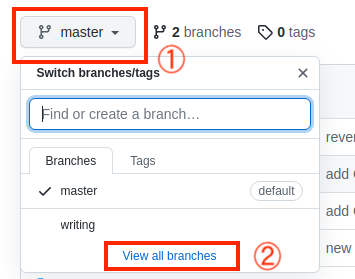 master 2 branches 0 tags
①
Switch branches/tags
Find or create a branch…
Branches Tags
rever
master default
add
writing
add
View all branches ②
new